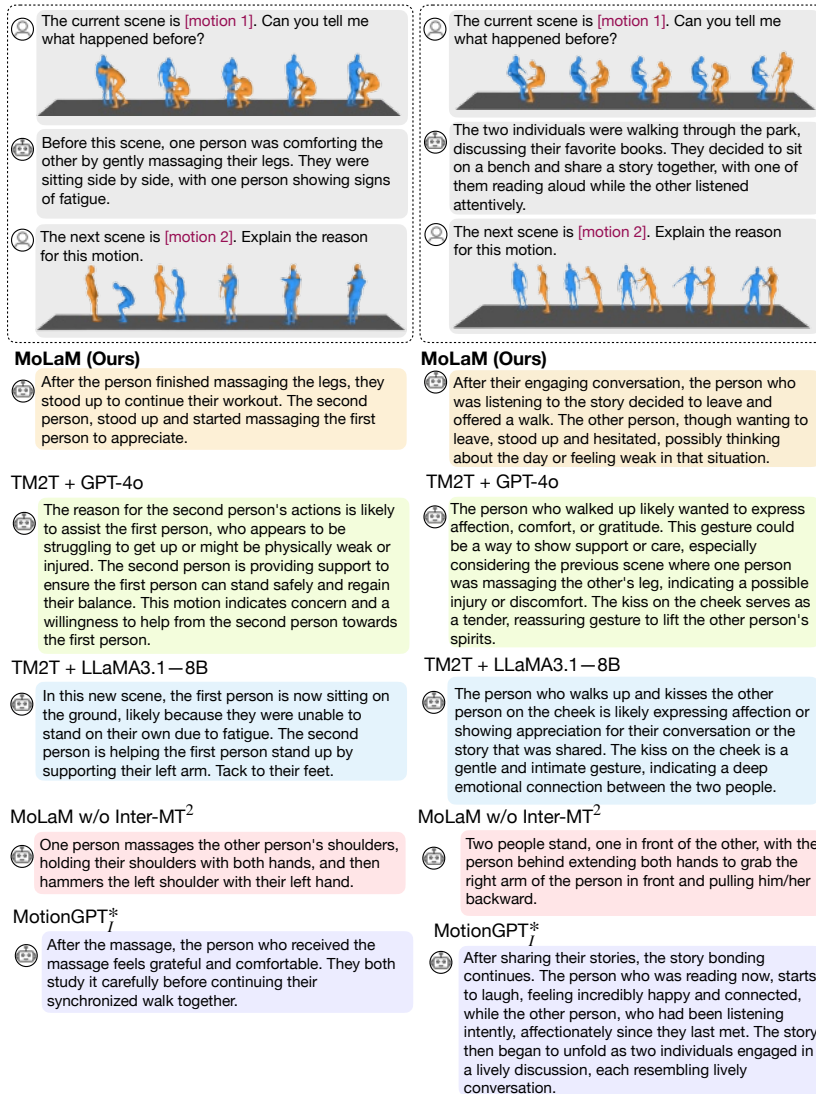 The current scene is [motion 1]. Can you tell me
what happened before?
Before this scene, one person was comforting the
other by gently massaging their legs. They were
sitting side by side, with one person showing signs
of fatigue.
The next scene is [motion 2]. Explain the reason
for this motion.
MoLaM (Ours)
After the person finished massaging the legs, they
stood up to continue their workout. The second
person, stood up and started massaging the first
person to appreciate.
TM2T + GPT-4o
The reason for the second person's actions is likely
to assist the first person, who appears to be
struggling to get up or might be physically weak or
injured. The second person is providing support to
ensure the first person can stand safely and regain
their balance. This motion indicates concern and a
willingness to help from the second person towards
the first person.
TM2T + LLaMA3.1—8B
In this new scene, the first person is now sitting on
the ground, likely because they were unable to
stand on their own due to fatigue. The second
person is helping the first person stand up by
supporting their left arm. Tack to their feet.
MoLaM w/o Inter-MT²
One person massages the other person's shoulders,
holding their shoulders with both hands, and then
hammers the left shoulder with their left hand.
MotionGPT*I
After the massage, the person who received the
massage feels grateful and comfortable. They both
study it carefully before continuing their
synchronized walk together.
The current scene is [motion 1]. Can you tell me
what happened before?
The two individuals were walking through the park,
discussing their favorite books. They decided to sit
on a bench and share a story together, with one of
them reading aloud while the other listened
attentively.
The next scene is [motion 2]. Explain the reason
for this motion.
MoLaM (Ours)
After their engaging conversation, the person who
was listening to the story decided to leave and
offered a walk. The other person, though wanting to
leave, stood up and hesitated, possibly thinking
about the day or feeling weak in that situation.
TM2T + GPT-4o
The person who walked up likely wanted to express
affection, comfort, or gratitude. This gesture could
be a way to show support or care, especially
considering the previous scene where one person
was massaging the other's leg, indicating a possible
injury or discomfort. The kiss on the cheek serves as
a tender, reassuring gesture to lift the other person's
spirits.
TM2T + LLaMA3.1—8B
The person who walks up and kisses the other
person on the cheek is likely expressing affection or
showing appreciation for their conversation or the
story that was shared. The kiss on the cheek is a
gentle and intimate gesture, indicating a deep
emotional connection between the two people.
MoLaM w/o Inter-MT²
Two people stand, one in front of the other, with the
person behind extending both hands to grab the
right arm of the person in front and pulling him/her
backward.
MotionGPT*I
After sharing their stories, the story bonding
continues. The person who was reading now, starts
to laugh, feeling incredibly happy and connected,
while the other person, who had been listening
intently, affectionately since they last met. The story
then began to unfold as two individuals engaged in
a lively discussion, each resembling lively
conversation.